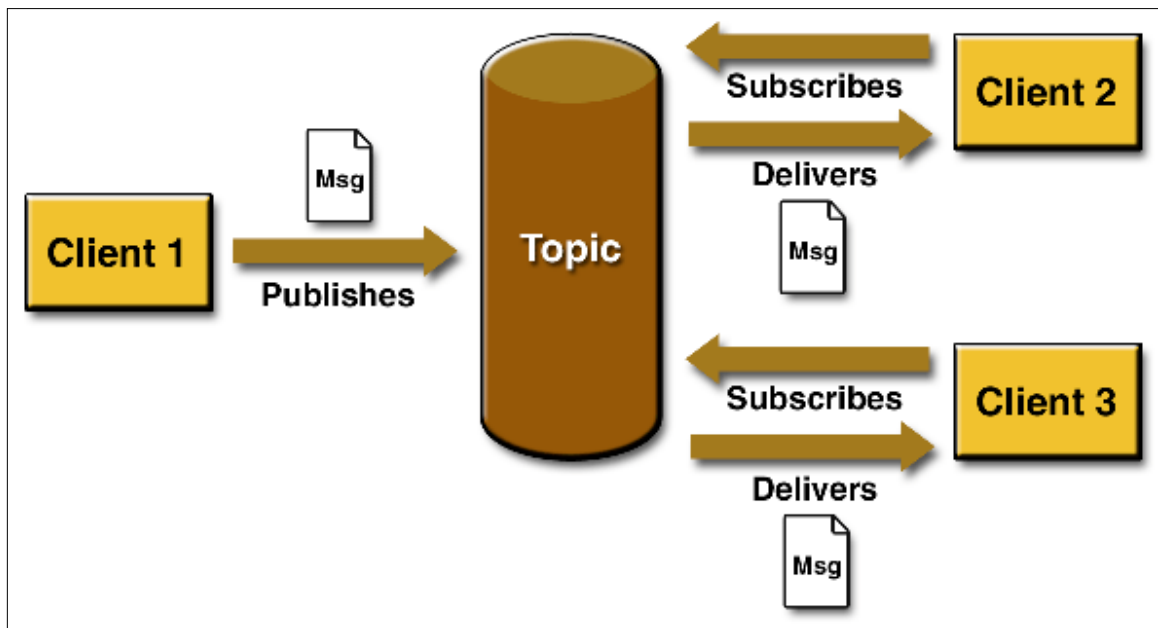 Msg
Client 1
Publishes
Topic
Subscribes
Client 2
Delivers
Msg
Subscribes
Client 3
Delivers
Msg